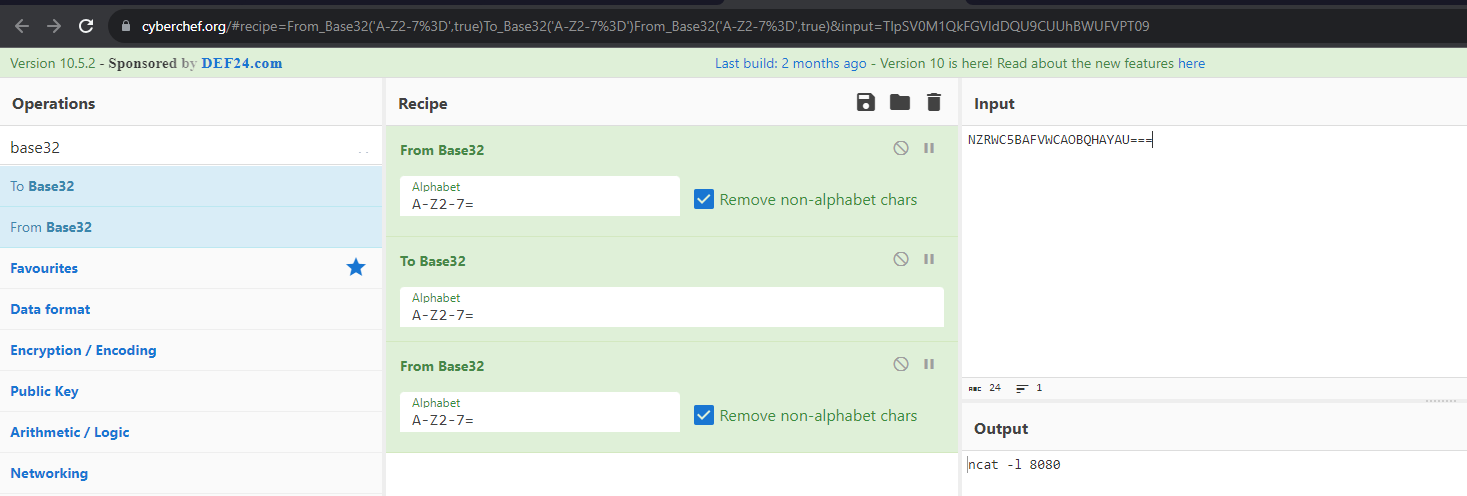 cyberchef.org/#recipe=From_Base32('A-Z2-7%3D',true)To_Base32('A-Z2-7%3D')From_Base32('A-Z2-7%3D',true)&input=TlpSV0M1QkFGVldDQU9CUUhBWUFVPT09
Version 10.5.2 - Sponsored by DEF24.com
Last build: 2 months ago - Version 10 is here! Read about the new features here
Operations
base32
To Base32
From Base32
Favourites
Data format
Encryption / Encoding
Public Key
Arithmetic / Logic
Networking
Recipe
From Base32
Alphabet
A-Z2-7=
Remove non-alphabet chars
To Base32
Alphabet
A-Z2-7=
From Base32
Alphabet
A-Z2-7=
Remove non-alphabet chars
Input
NZRWC5BAFVWCAOBQHAYAU===
ABC 24 1
Output
ncat -l 8080